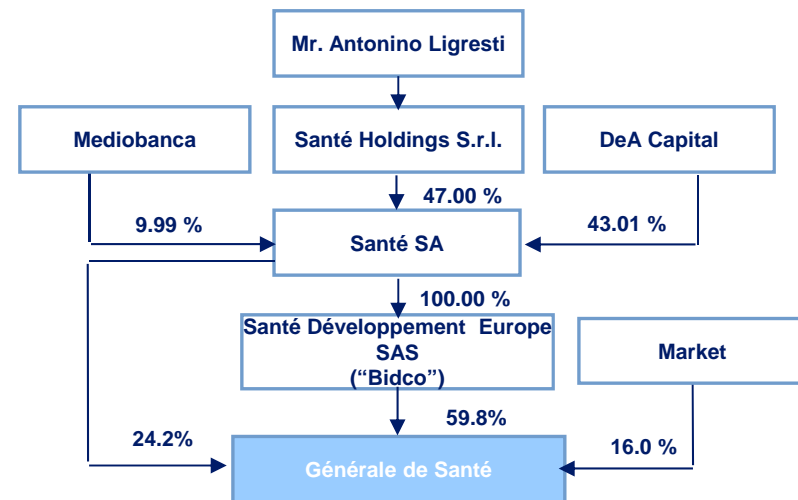 Mr. Antonino Ligresti
Mediobanca
Santé Holdings S.r.l.
DeA Capital
47.00 %
9.99 %
43.01 %
Santé SA
100.00 %
Santé Développement Europe
SAS
(“Bidco”)
Market
59.8%
24.2%
16.0 %
Générale de Santé